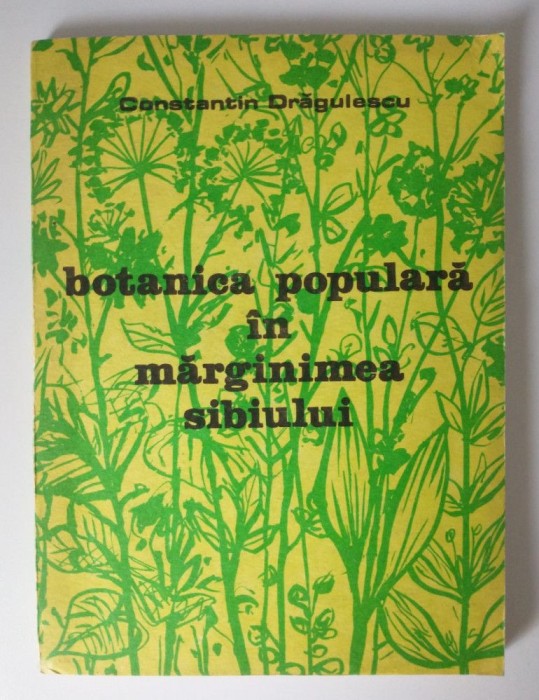 Constantin Drăgulescu
botanica populară
în
mărginimea
sibiului